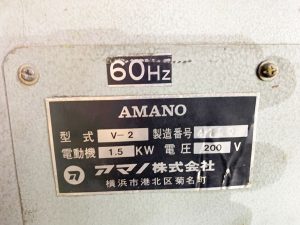 60Hz
AMANO
型式 V-2 製造番号
電動機 1.5 KW 電圧 200 V
アマノ株式会社
横浜市港北区菊名町